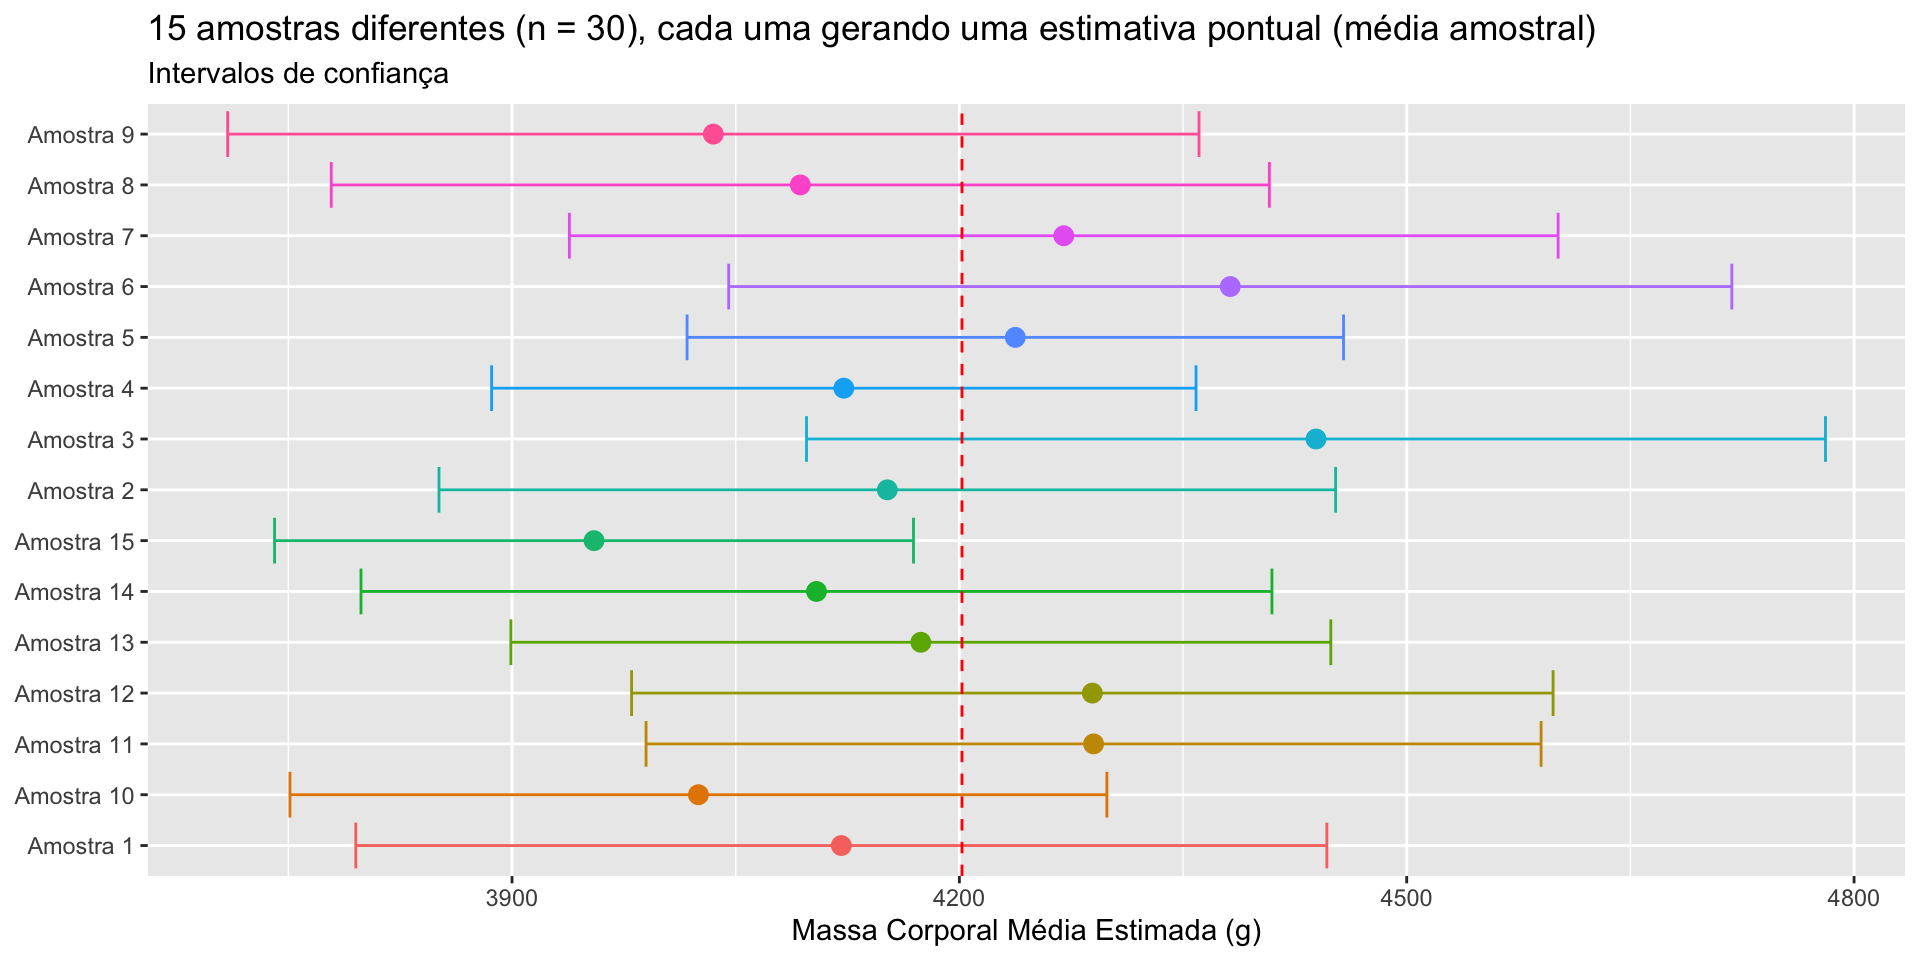 15 amostras diferentes (n = 30), cada uma gerando uma estimativa pontual (média amostral)
Intervalos de confiança
Amostra 9
Amostra 8
Amostra 7
Amostra 6
Amostra 5
Amostra 4
Amostra 3
Amostra 2
Amostra 15
Amostra 14
Amostra 13
Amostra 12
Amostra 11
Amostra 10
Amostra 1
3900 4200 4500 4800
Massa Corporal Média Estimada (g)